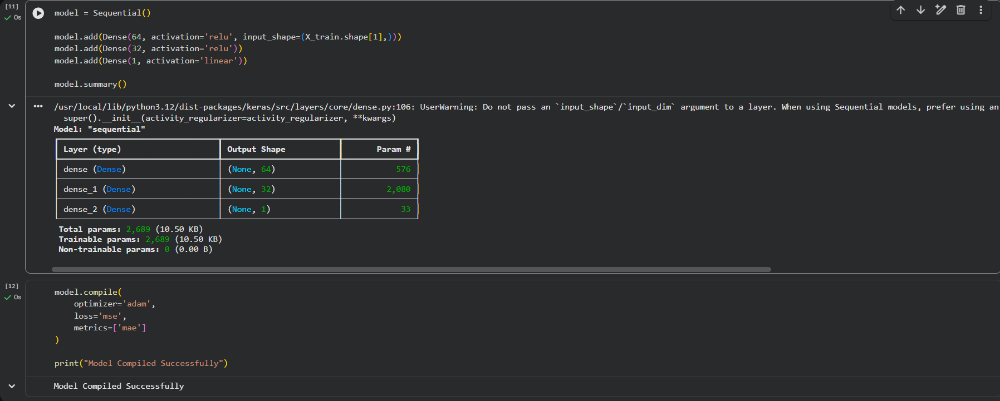 [11]
0s
model = Sequential()
model.add(Dense(64, activation='relu', input_shape=(X_train.shape[1],)))
model.add(Dense(32, activation='relu'))
model.add(Dense(1, activation='linear'))
model.summary()
/usr/local/lib/python3.12/dist-packages/keras/src/layers/core/dense.py:106: UserWarning: Do not pass an `input_shape`/`input_dim` argument to a layer. When using Sequential models, prefer using an
super().__init__(activity_regularizer=activity_regularizer, **kwargs)
Model: "sequential"
Layer (type) Output Shape Param #
dense (Dense) (None, 64) 576
dense_1 (Dense) (None, 32) 2,080
dense_2 (Dense) (None, 1) 33
Total params: 2,689 (10.50 KB)
Trainable params: 2,689 (10.50 KB)
Non-trainable params: 0 (0.00 B)
[12]
0s
model.compile(
optimizer='adam',
loss='mse',
metrics=['mae']
)
print("Model Compiled Successfully")
Model Compiled Successfully